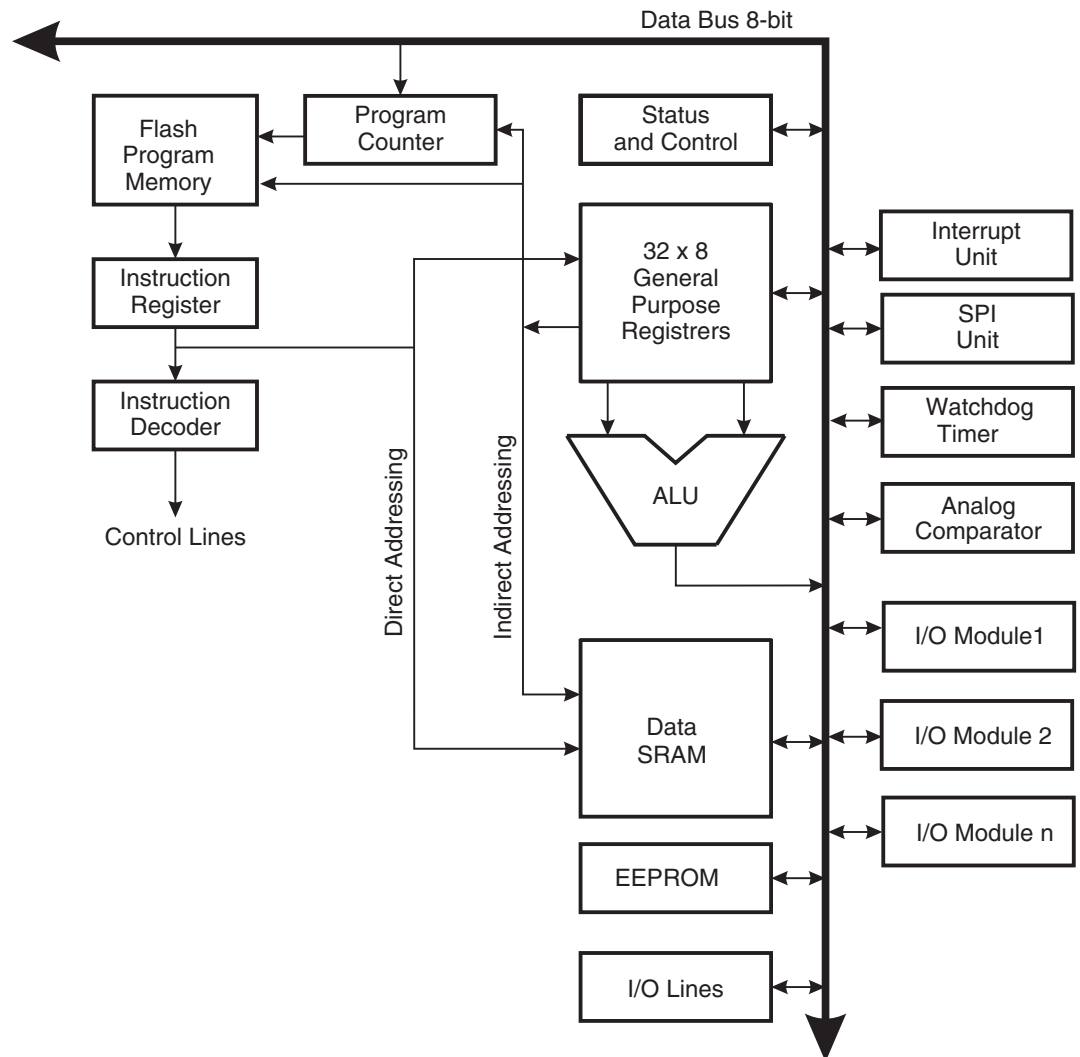 Data Bus 8-bit
Flash
Program
Memory
Program
Counter
Status
and Control
Instruction
Register
32 x 8
General
Purpose
Registrers
Interrupt
Unit
SPI
Unit
Instruction
Decoder
Watchdog
Timer
Control Lines
Direct Addressing
Indirect Addressing
ALU
Analog
Comparator
I/O Module1
Data
SRAM
I/O Module 2
I/O Module n
EEPROM
I/O Lines